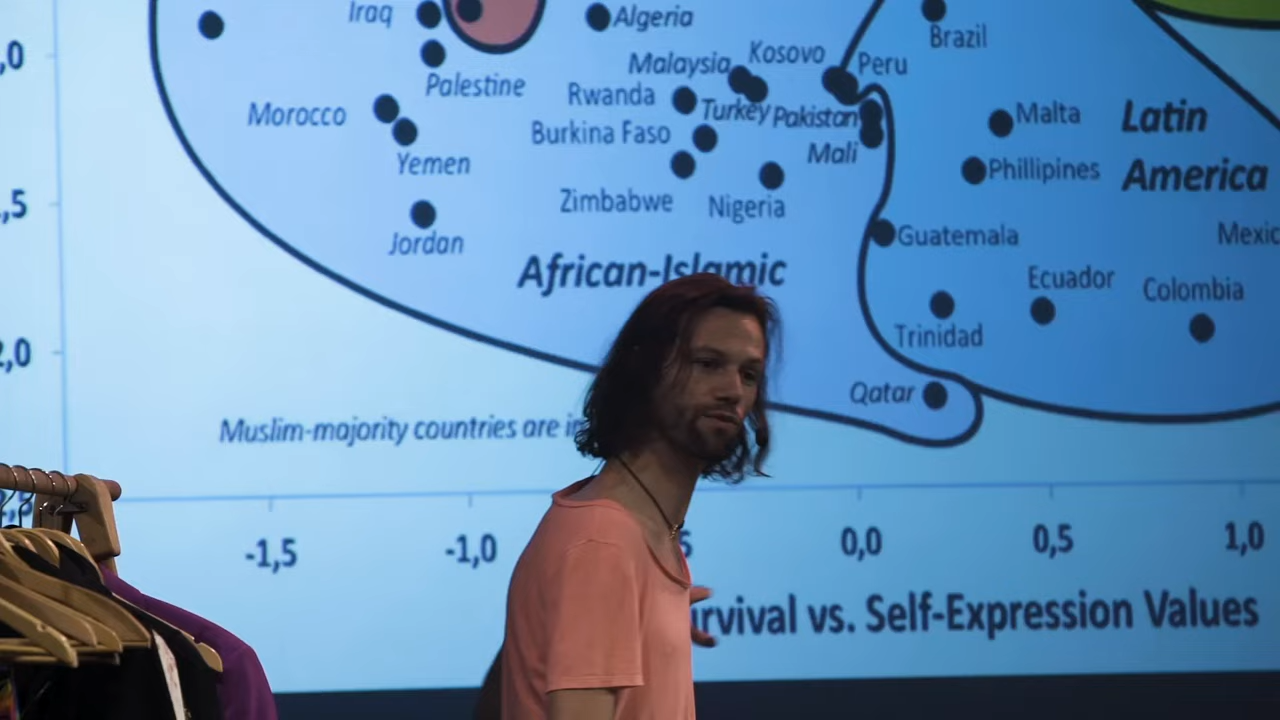 Iraq
Algeria
Brazil
,0
Kosovo
Malaysia
Peru
Palestine
Rwanda
Morocco
Turkey
Pakistan
Malta
Latin
Burkina Faso
Mali
Yemen
Phillipines
America
Zimbabwe
Nigeria
,5
Jordan
Guatemala
Mexic
African-Islamic
Ecuador
Colombia
Trinidad
2,0
Qatar
Muslim-majority countries are in
-1,5
-1,0
5
0,0
0,5
1,0
urvival vs. Self-Expression Values